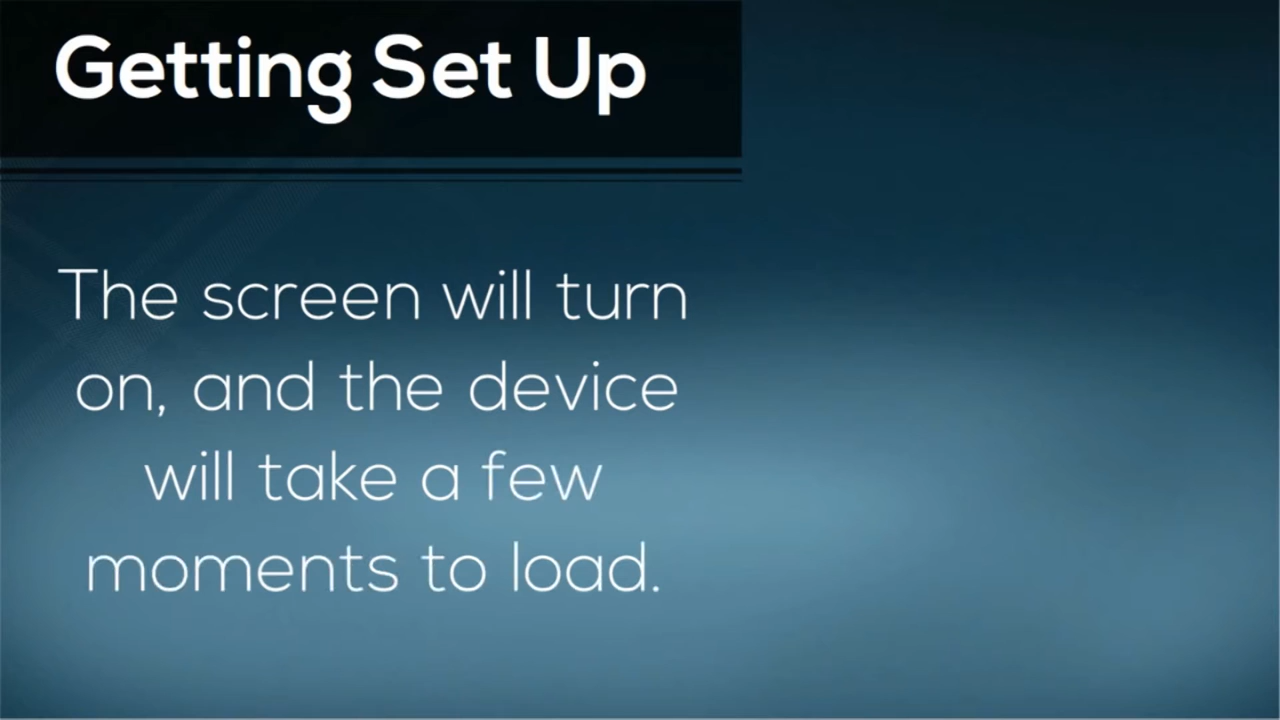 Getting Set Up
The screen will turn
on, and the device
will take a few
moments to load.